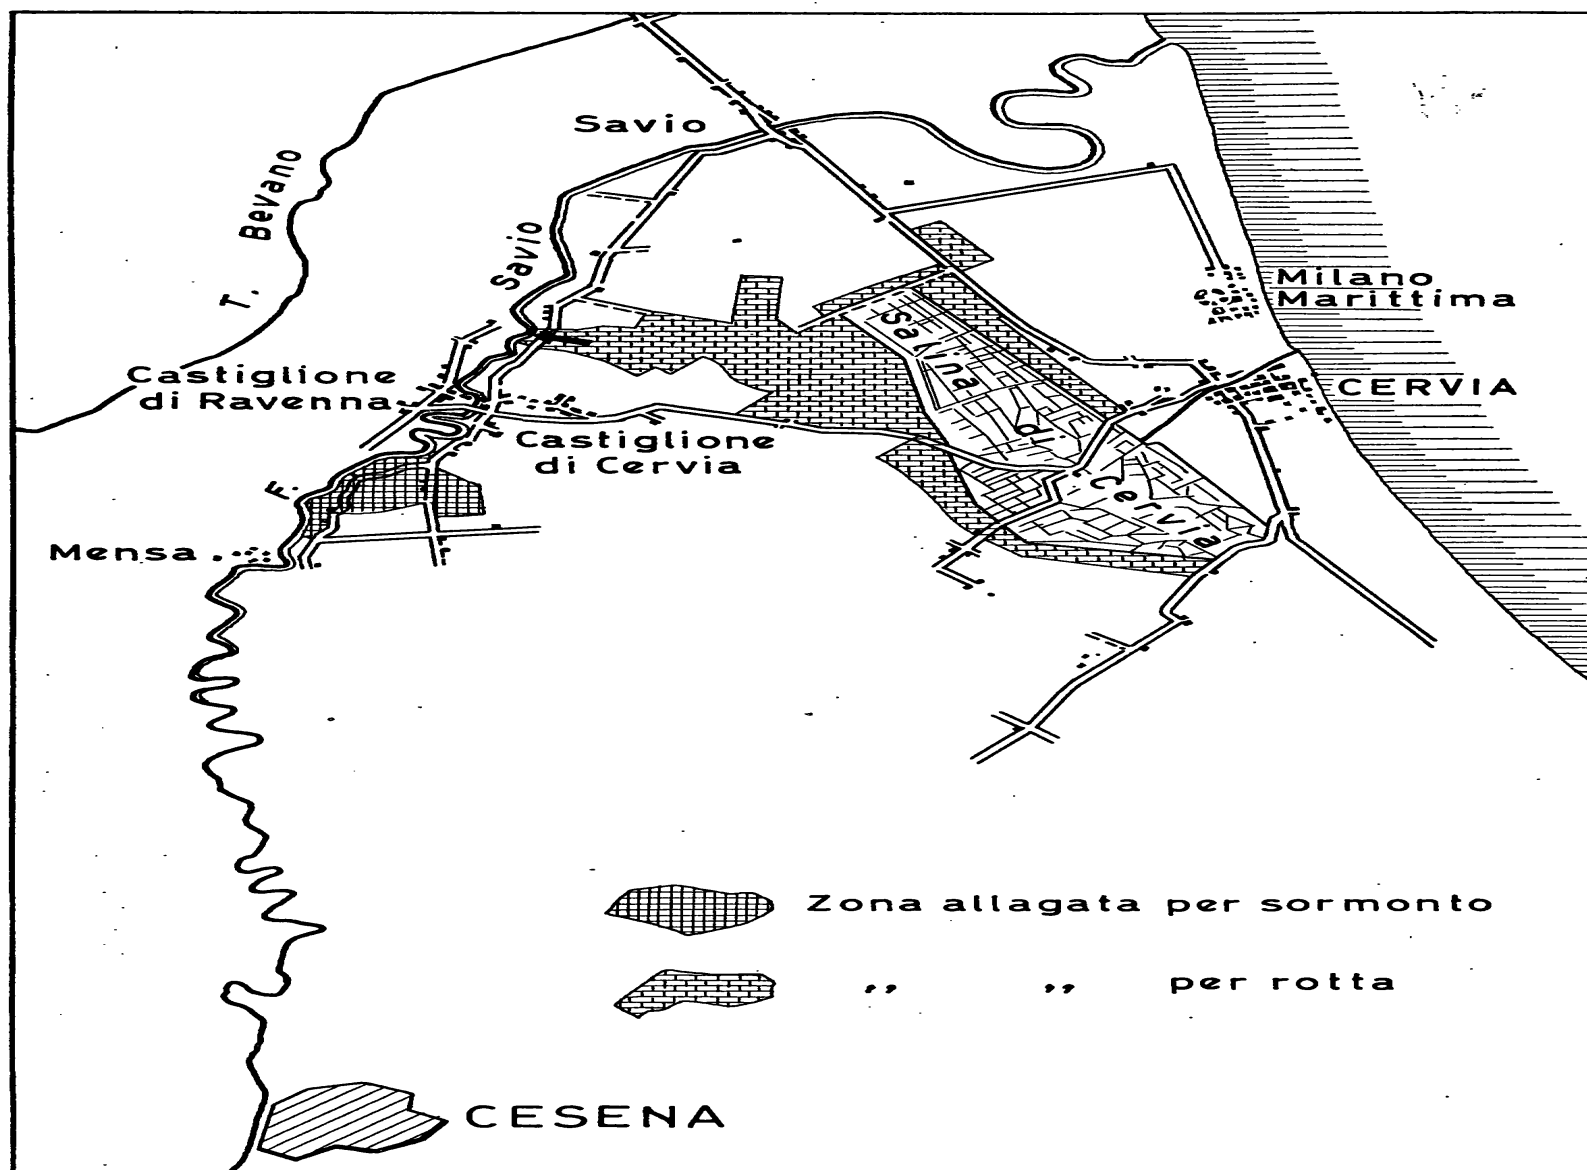 Savio
T. Bevano
Savio
Milano
Marittima
Salina di Cervia
Castiglione
di Ravenna
CERVIA
Castiglione
di Cervia
F.
Mensa
Zona allagata per sormonto
,, ,, per rotta
CESENA